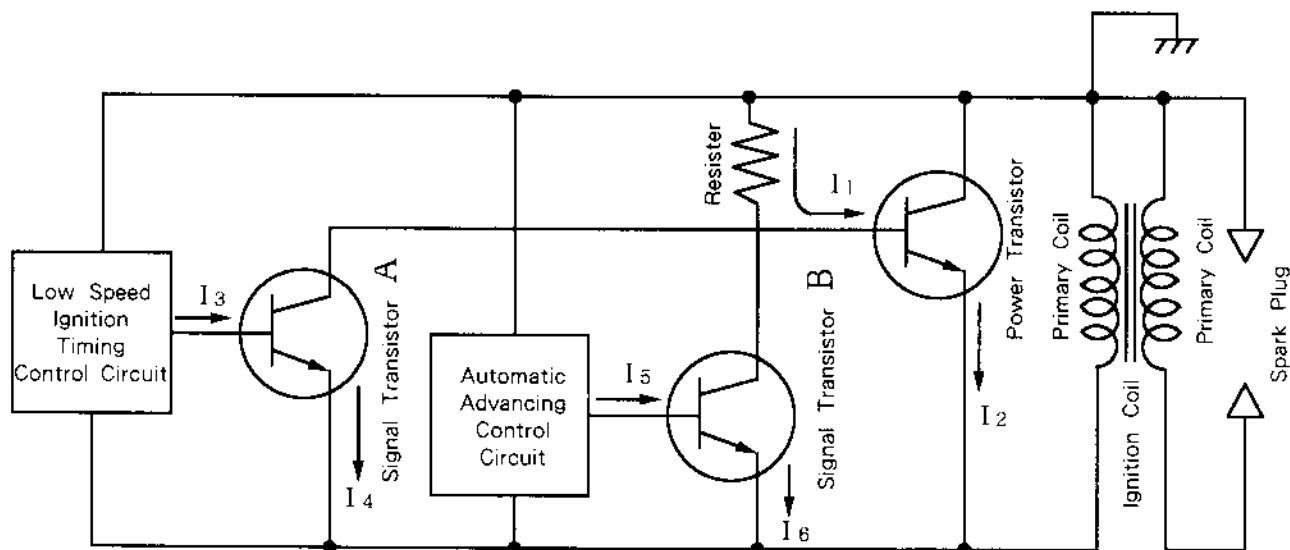 Low Speed
Ignition
Timing
Control Circuit
I3
A
Signal Transistor
I4
Automatic
Advancing
Control
Circuit
I5
Resister
I1
B
Signal Transistor
I6
Power Transistor
I2
Primary Coil
Primary Coil
Ignition Coil
Spark Plug